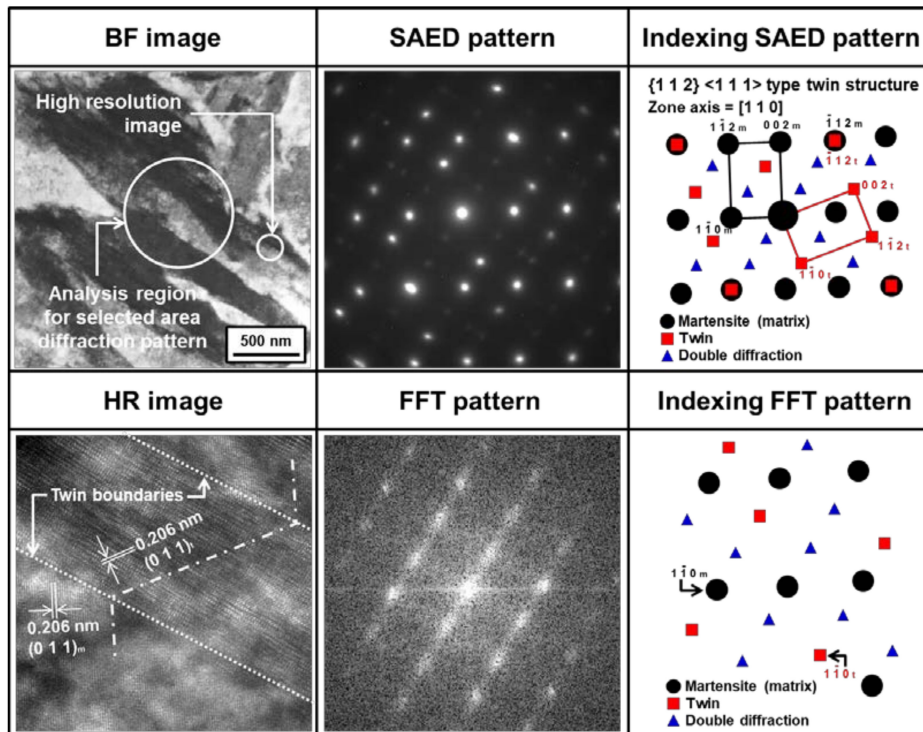 BF image
SAED pattern
Indexing SAED pattern
High resolution
image
Analysis region
for selected area
diffraction pattern
500 nm
{1 1 2} <1 1 1> type twin structure
Zone axis = [1 1 0]
1 1̄ 2 m
0 0 2 m
1̄ 1 2 m
1̄ 1 2 t
0 0 2 t
1 1̄ 0 m
1 1̄ 2 t
1 1̄ 0 t
Martensite (matrix)
Twin
Double diffraction
HR image
FFT pattern
Indexing FFT pattern
Twin boundaries
0.206 nm
(0 1 1)t
0.206 nm
(0 1 1)m
1 1̄ 0 m
1 1̄ 0 t
Martensite (matrix)
Twin
Double diffraction